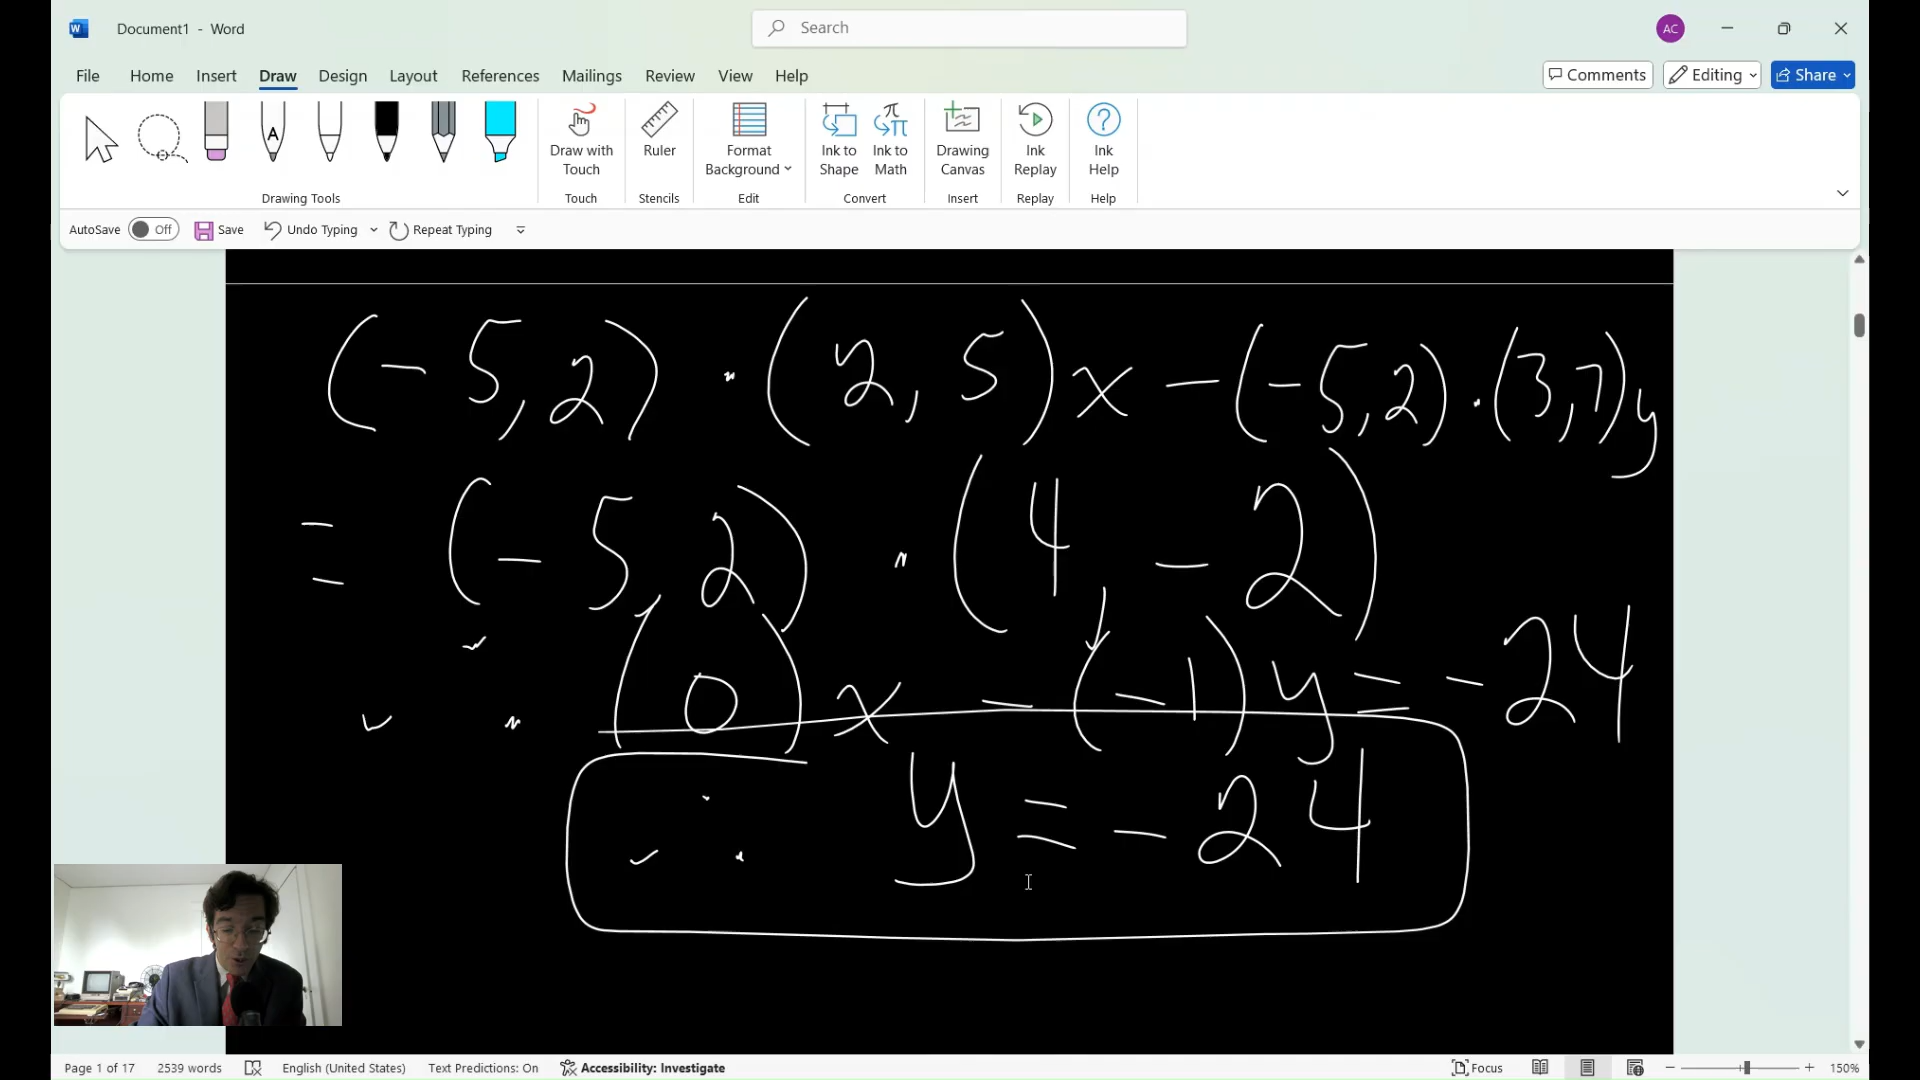 Document1 - Word
Search
AC
File Home Insert Draw Design Layout References Mailings Review View Help
Comments Editing Share
A
Draw with Touch
Ruler
Format Background
Ink to Shape
Ink to Math
Drawing Canvas
Ink Replay
Ink Help
Drawing Tools Touch Stencils Edit Convert Insert Replay Help
AutoSave Off Save Undo Typing Repeat Typing
(-5,2) · (2,5)x - (-5,2) · (3,7)y
= (-5,2) · (4,-2)
∴ (0)x - (-1)y = -24
∴ y = -24
Page 1 of 17 2539 words English (United States) Text Predictions: On Accessibility: Investigate Focus 150%